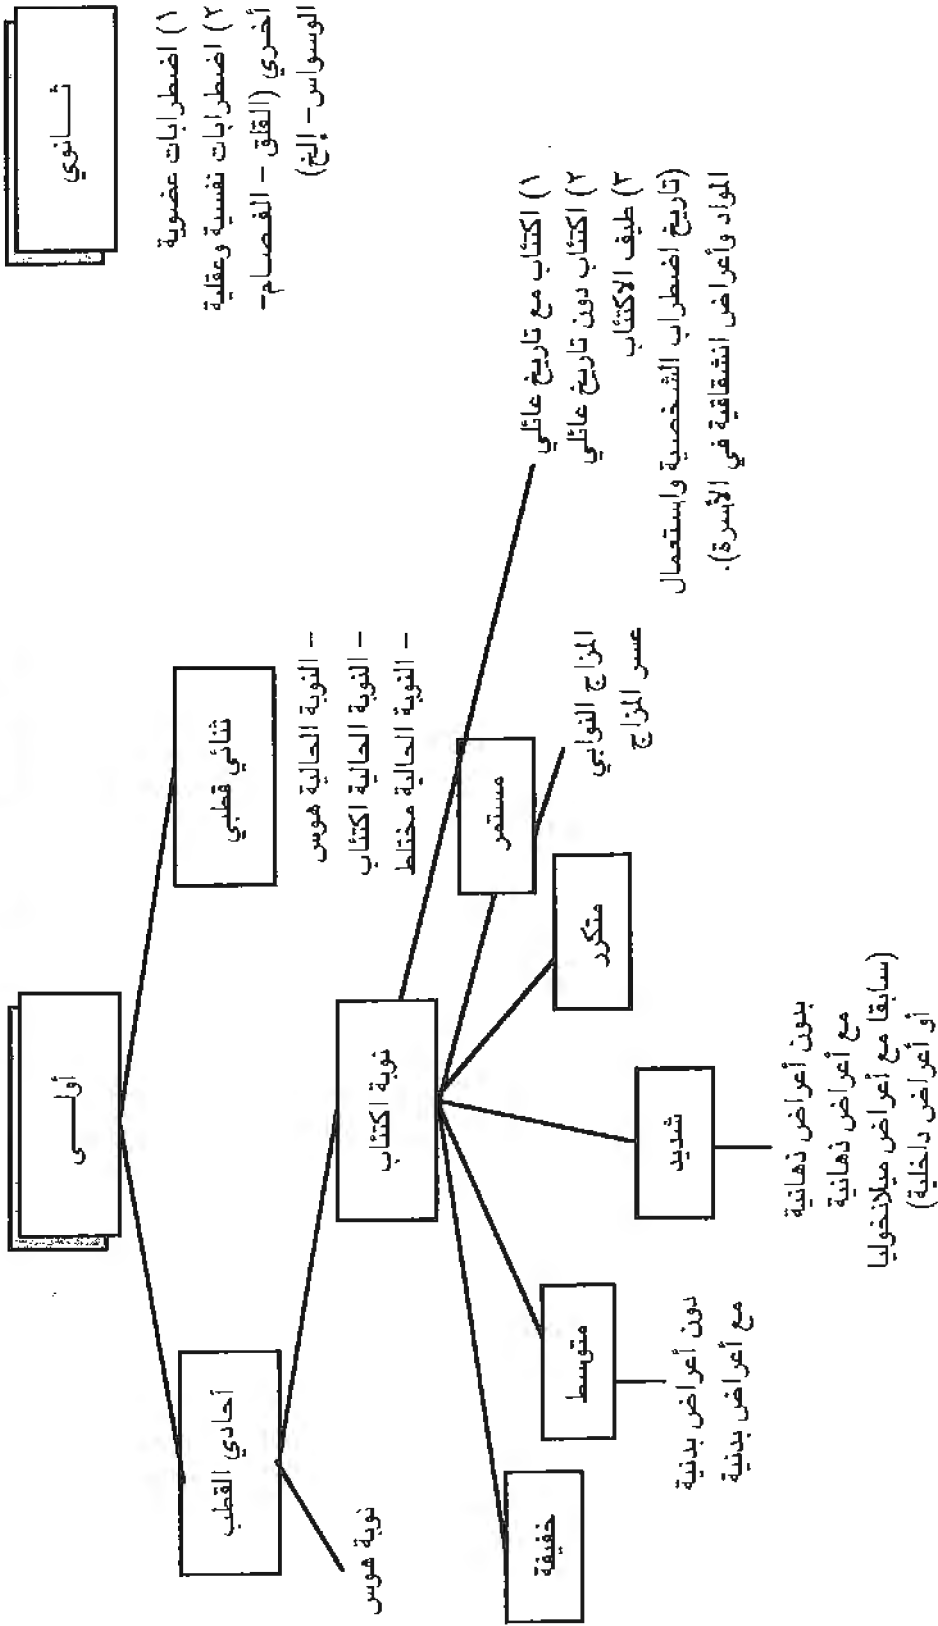 ثــانوي
١) اضطرابات عضوية
٢) اضطرابات نفسية وعقلية
أخري (القلق - الفصام-
الوسواس- إلخ)
أولــــى
ثنائي قطبي
- النوبة الحالية هوس
- النوبة الحالية اكتئاب
- النوبة الحالية مختلط
أحادي القطب
نوبة هوس
نوبة اكتئاب
١) اكتئاب مع تاريخ عائلي
٢) اكتئاب دون تاريخ عائلي
٣) طيف الاكتئاب
(تاريخ اضطراب الشخصية واستعمال
المواد وأعراض انشقاقية في الأسرة).
مستمر
المزاج النوابي
عسر المزاج
متكرر
شديد
بدون أعراض ذهانية
مع أعراض ذهانية
(سابقا مع أعراض ميلانخوليا
أو أعراض داخلية)
متوسط
دون أعراض بدنية
مع أعراض بدنية
خفيفة